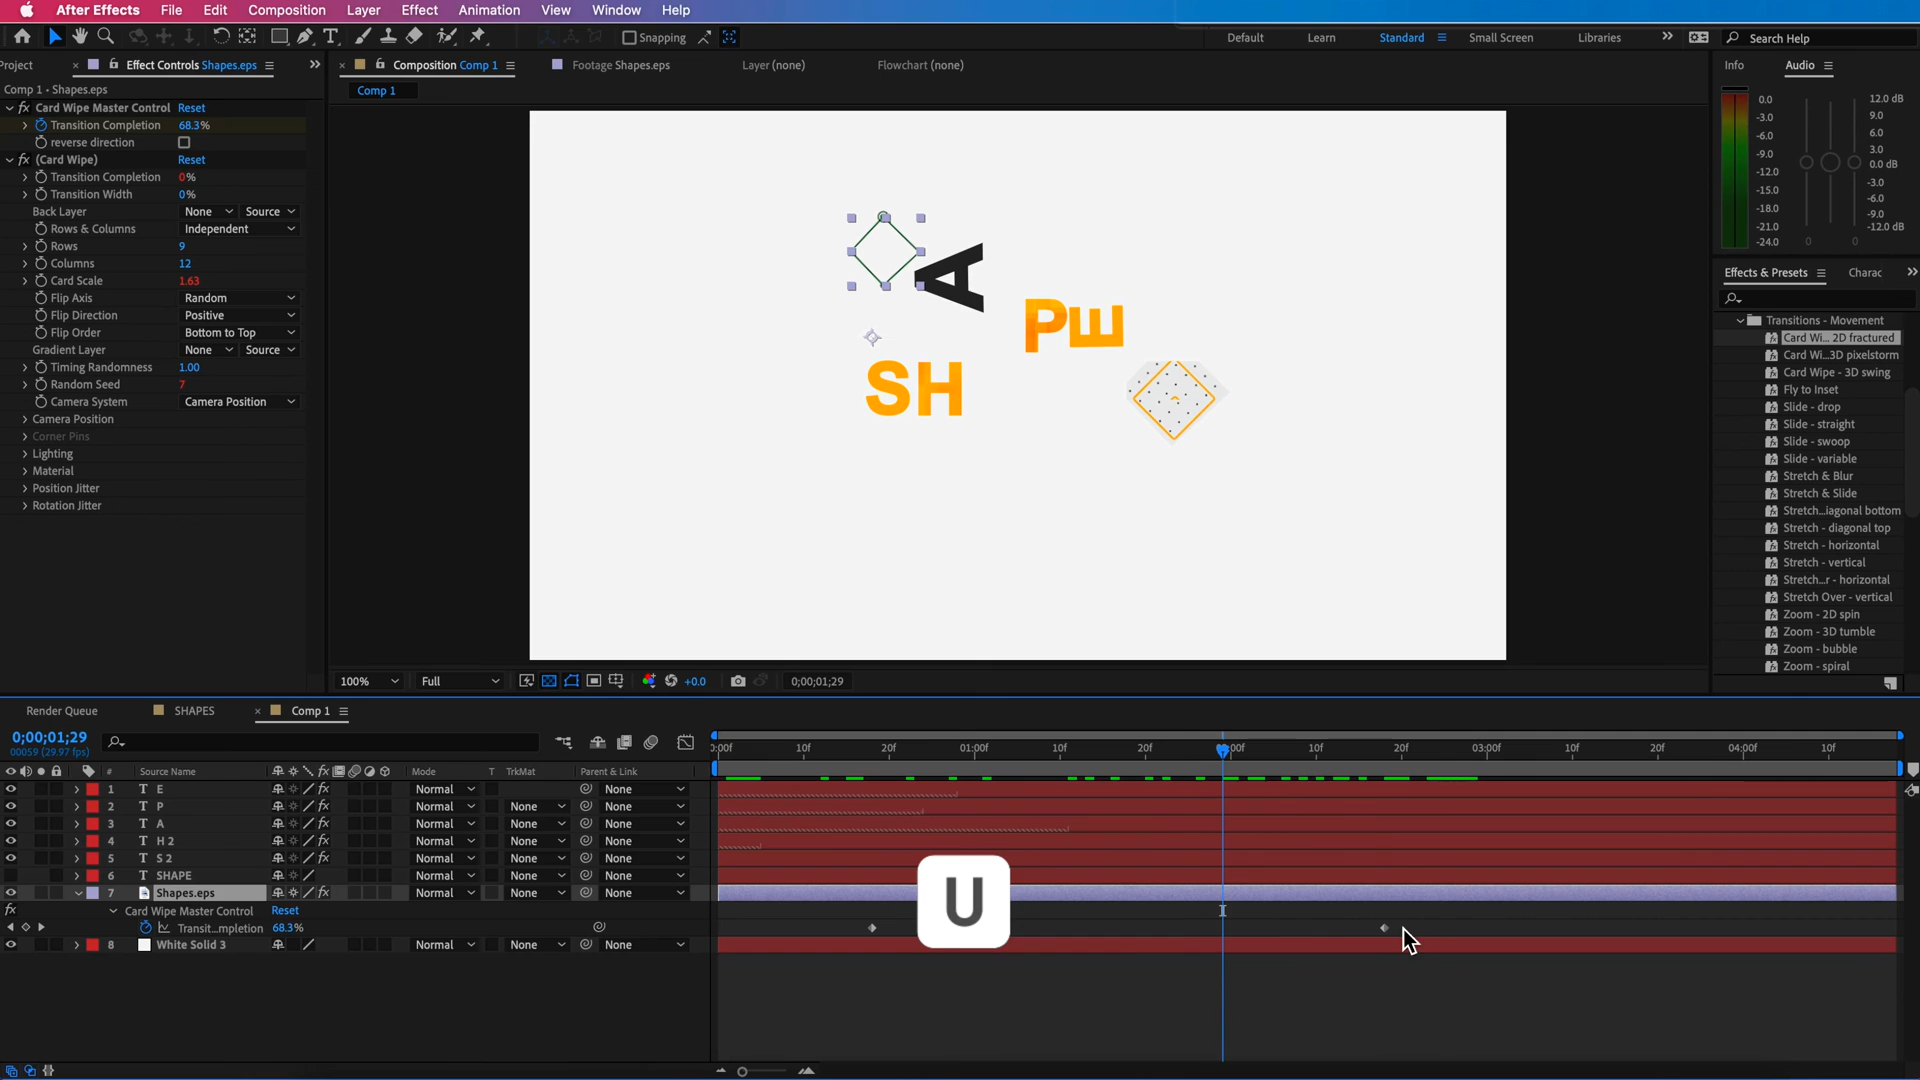 After Effects File Edit Composition Layer Effect Animation View Window Help
Snapping Default Learn Standard Small Screen Libraries Search Help
Project Effect Controls Shapes.eps Composition Comp 1 Footage Shapes.eps Layer (none) Flowchart (none) Info Audio
Comp 1 • Shapes.eps
Comp 1
Card Wipe Master Control Reset
Transition Completion 68.3%
reverse direction
(Card Wipe) Reset
Transition Completion 0%
Transition Width 0%
Back Layer None Source
Rows & Columns Independent
Rows 9
Columns 12
Card Scale 1.63
Flip Axis Random
Flip Direction Positive
Flip Order Bottom to Top
Gradient Layer None Source
Timing Randomness 1.00
Random Seed 7
Camera System Camera Position
Camera Position
Corner Pins
Lighting
Material
Position Jitter
Rotation Jitter
A
PE
SH
0.0 12.0 dB
-3.0 9.0
-6.0 6.0
-9.0 3.0
-12.0 0.0 dB
-15.0 -3.0
-18.0 -6.0
-21.0 -9.0
-24.0 -12.0 dB
0 0
Effects & Presets Charac
Transitions - Movement
Card Wi... 2D fractured
Card Wi...3D pixelstorm
Card Wipe - 3D swing
Fly to Inset
Slide - drop
Slide - straight
Slide - swoop
Slide - variable
Stretch & Blur
Stretch & Slide
Stretch...iagonal bottom
Stretch - diagonal top
Stretch - horizontal
Stretch - vertical
Stretch...r - horizontal
Stretch Over - vertical
Zoom - 2D spin
Zoom - 3D tumble
Zoom - bubble
Zoom - spiral
100% Full +0.0 0;00;01;29
Render Queue SHAPES Comp 1
0;00;01;29
00059 (29.97 fps)
0:00f 10f 20f 01:00f 10f 20f 00f 10f 20f 03:00f 10f 20f 04:00f 10f
# Source Name Mode T TrkMat Parent & Link
1 T E Normal None
2 T P Normal None None
3 T A Normal None None
4 T H 2 Normal None None
5 T S 2 Normal None None
6 T SHAPE Normal None None
7 Shapes.eps Normal None None
Card Wipe Master Control Reset
Transit...mpletion 68.3%
8 White Solid 3 Normal None None
U